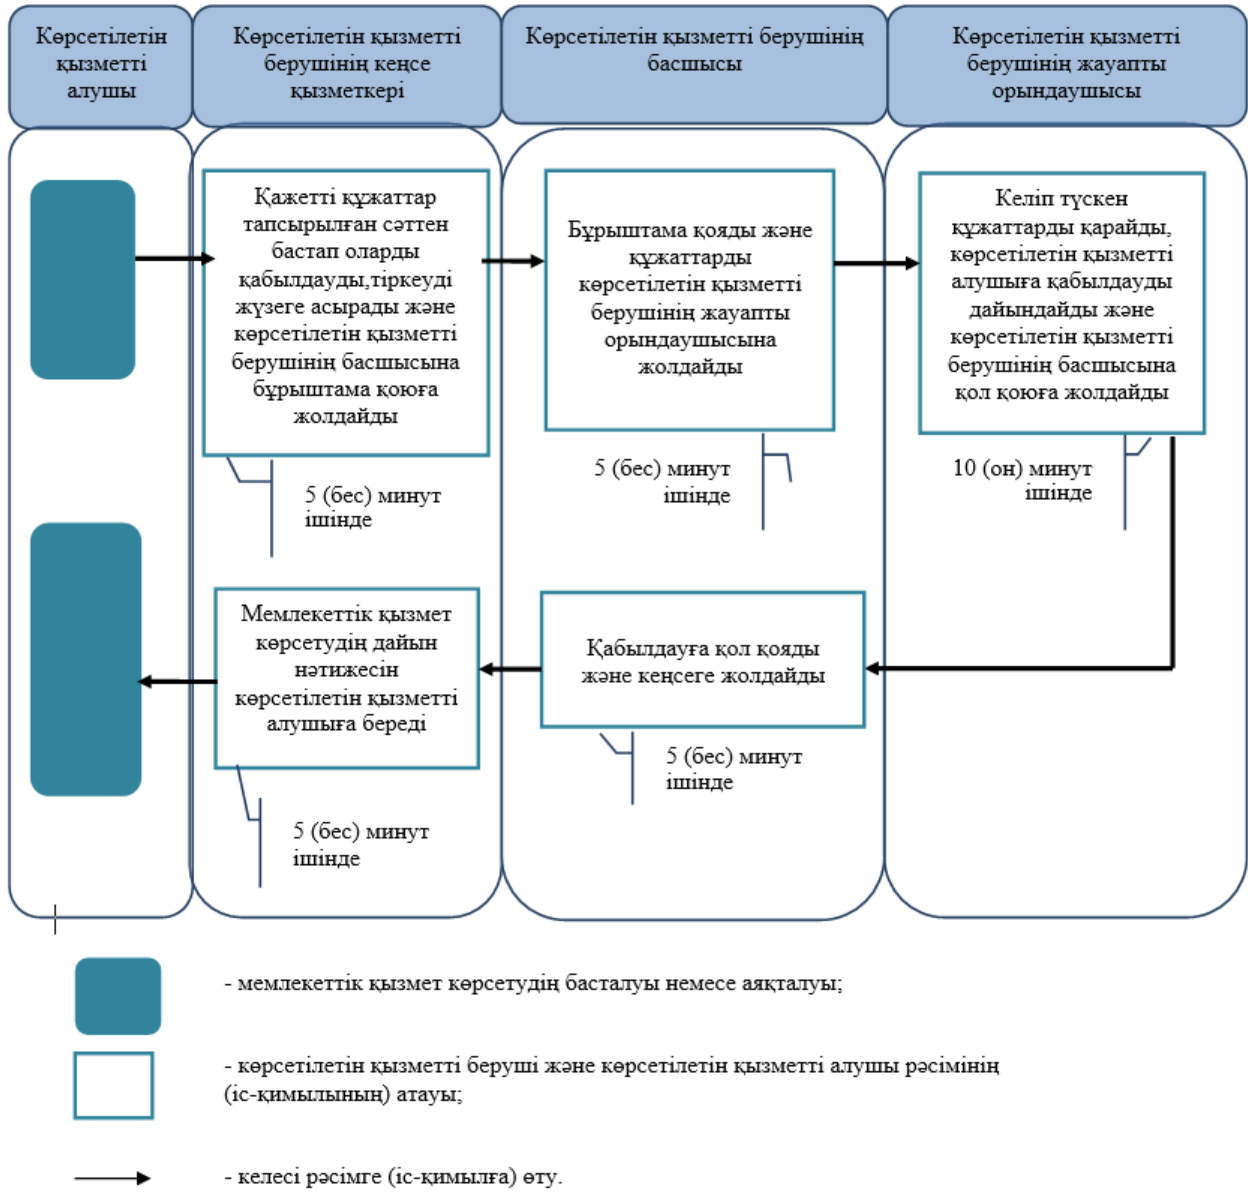 Көрсетілетін
қызметті
алушы
Көрсетілетін қызметті
берушінің кеңсе
қызметкері
Көрсетілетін қызметті берушінің
басшысы
Көрсетілетін қызметті
берушінің жауапты
орындаушысы
Қажетті құжаттар
тапсырылған сәттен
бастап оларды
қабылдауды,тіркеуді
жүзеге асырады және
көрсетілетін қызметті
берушінің басшысына
бұрыштама қоюға
жолдайды
Бұрыштама қояды және
құжаттарды
көрсетілетін қызметті
берушінің жауапты
орындаушысына
жолдайды
Келіп түскен
құжаттарды қарайды,
көрсетілетін қызметті
алушыға қабылдауды
дайындайды және
көрсетілетін қызметті
берушінің басшысына
қол қоюға жолдайды
5 (бес) минут
ішінде
5 (бес) минут
ішінде
10 (он) минут
ішінде
Мемлекеттік қызмет
көрсетудің дайын
нәтижесін
көрсетілетін қызметті
алушыға береді
Қабылдауға қол қояды
және кеңсеге жолдайды
5 (бес) минут
ішінде
5 (бес) минут
ішінде
- мемлекеттік қызмет көрсетудің басталуы немесе аяқталуы;
- көрсетілетін қызметті беруші және көрсетілетін қызметті алушы рәсімінің
(іс-қимылының) атауы;
- келесі рәсімге (іс-қимылға) өту.